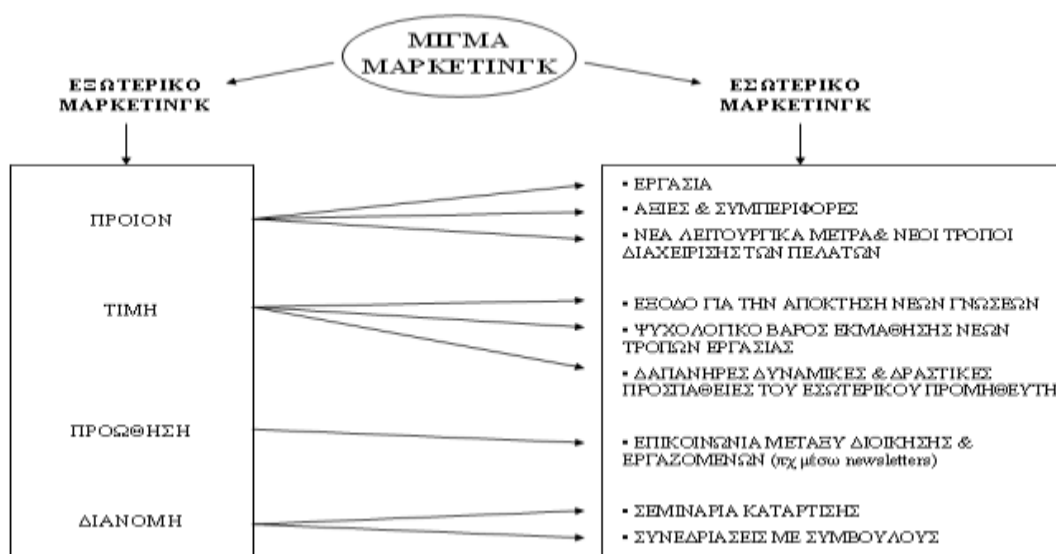 ΜΙΓΜΑ
ΜΑΡΚΕΤΙΝΓΚ
ΕΞΩΤΕΡΙΚΟ
ΜΑΡΚΕΤΙΝΓΚ
ΕΣΩΤΕΡΙΚΟ
ΜΑΡΚΕΤΙΝΓΚ
ΠΡΟΙΟΝ
ΤΙΜΗ
ΠΡΟΩΘΗΣΗ
ΔΙΑΝΟΜΗ
▪ ΕΡΓΑΣΙΑ
▪ ΑΞΙΕΣ & ΣΥΜΠΕΡΙΦΟΡΕΣ
▪ ΝΕΑ ΛΕΙΤΟΥΡΓΙΚΑ ΜΕΤΡΑ& ΝΕΟΙ ΤΡΟΠΟΙ
ΔΙΑΧΕΙΡΙΣΗΣ ΤΩΝ ΠΕΛΑΤΩΝ
▪ ΕΞΟΔΟ ΓΙΑ ΤΗΝ ΑΠΟΚΤΗΣΗ ΝΕΩΝ ΓΝΩΣΕΩΝ
▪ ΨΥΧΟΛΟΓΙΚΟ ΒΑΡΟΣ ΕΚΜΑΘΗΣΗΣ ΝΕΩΝ
ΤΡΟΠΩΝ ΕΡΓΑΣΙΑΣ
▪ ΔΑΠΑΝΗΡΕΣ ΔΥΝΑΜΙΚΕΣ & ΔΡΑΣΤΙΚΕΣ
ΠΡΟΣΠΑΘΕΙΕΣ ΤΟΥ ΕΣΩΤΕΡΙΚΟΥ ΠΡΟΜΗΘΕΥΤΗ
▪ ΕΠΙΚΟΙΝΩΝΙΑ ΜΕΤΑΞΥ ΔΙΟΙΚΗΣΗΣ &
ΕΡΓΑΖΟΜΕΝΩΝ (πχ μέσω newsletters)
▪ ΣΕΜΙΝΑΡΙΑ ΚΑΤΑΡΤΙΣΗΣ
▪ ΣΥΝΕΔΡΙΑΣΕΙΣ ΜΕ ΣΥΜΒΟΥΛΟΥΣ